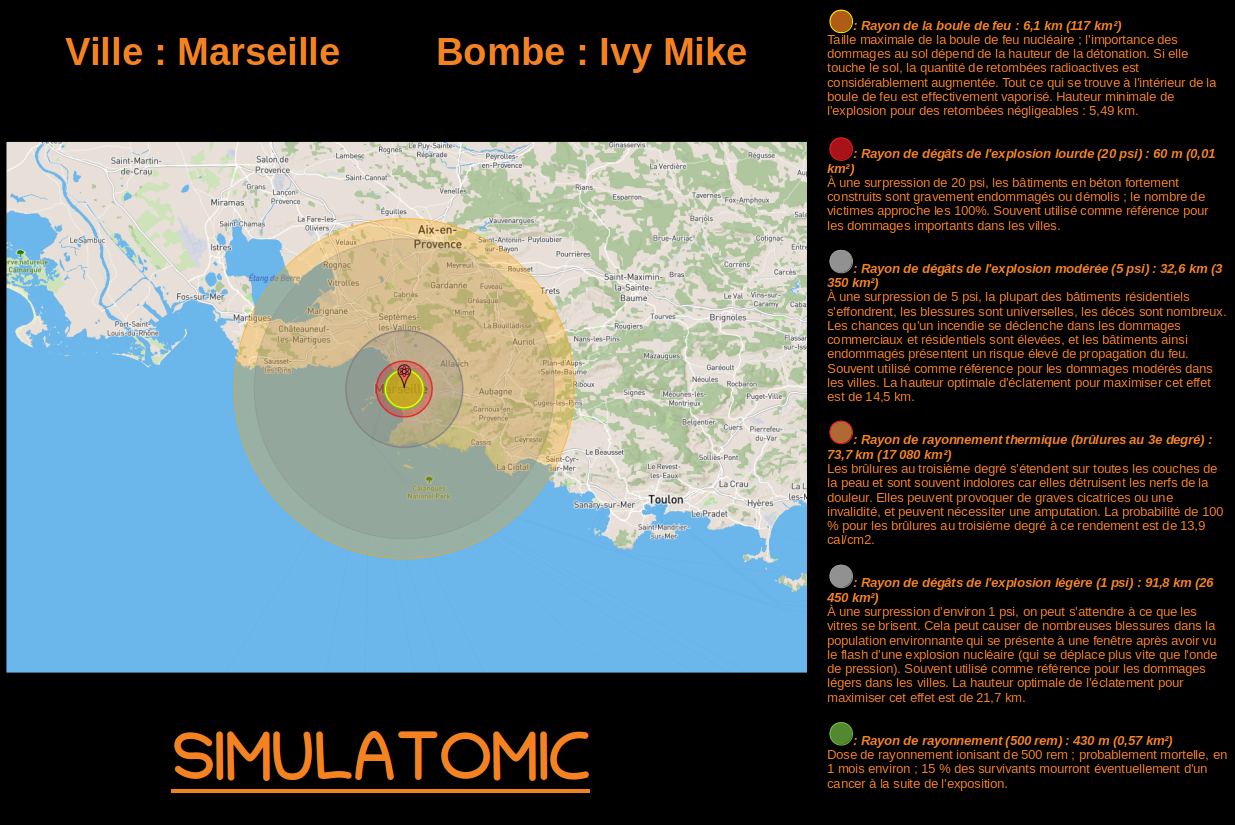 Ville : Marseille
Bombe : Ivy Mike
Saint-Martin-
de-Crau
Salon de
Provence
Lambesc
Rognes
Le Puy-Sainte-
Réparade
Peyrolles-
en-Provence
Ginasservis
La Verdière
Régusse
Saint-Cannat
Grans
Lançon-
Provence
Venelles
Rians
Esparron
Tavernes
Fox-Amphoux
Miramas
Saint-Chamas
La Fare-les-
Oliviers
Éguilles
Vauvenargues
Barjols
Aix-en-
Provence
Saint-Antonin-
sur-Bayon
Puyloubier
Brue-Auriac
Cotignac
Le Sambuc
Istres
Velaux
Pourrières
Étang de Berre
Rognac
Vitrolles
Meyreuil
Rousset
Correns
Carcès
Camargue
Fos-sur-Mer
Cabriès
Gardanne
Fuveau
Gréasque
Trets
Saint-Maximin-
la-Sainte-
Baume
Bras
Le Val
Vins-sur-
Caramy
Port-Saint-
Louis-du-Rhône
Martigues
Marignane
Châteauneuf-
les-Martigues
Septèmes-
les-Vallons
Mimet
La Bouilladisse
Auriol
Tourves
Brignoles
Rougiers
Nans-les-Pins
Flassan-
sur-Iss
Sausset-
les-Pins
Allauch
Plan-d'Aups-
Sainte-Baume
Mazaugues
Garéoult
Marseille
Aubagne
Riboux
Signes
Néoules
Méounes-lès-
Montrieux
Rocbaron
Puget-Ville
Carnoux-en-
Provence
Cuges-les-Pins
Belgentier
Cuers
Pierrefeu-
du-Var
Cassis
Ceyreste
La Ciotat
Saint-Cyr-
sur-Mer
Le Beausset
Le Revest-
les-Eaux
Solliès-Pont
Calanques
National Park
La Crau
Sanary-sur-Mer
Toulon
Le Pradet
Hyères
La L
les-M
Saint-Mandrier-
sur-Mer
SIMULATOMIC
: Rayon de la boule de feu : 6,1 km (117 km²)
Taille maximale de la boule de feu nucléaire ; l'importance des
dommages au sol dépend de la hauteur de la détonation. Si elle
touche le sol, la quantité de retombées radioactives est
considérablement augmentée. Tout ce qui se trouve à l'intérieur de la
boule de feu est effectivement vaporisé. Hauteur minimale de
l'explosion pour des retombées négligeables : 5,49 km.
: Rayon de dégâts de l'explosion lourde (20 psi) : 60 m (0,01
km²)
À une surpression de 20 psi, les bâtiments en béton fortement
construits sont gravement endommagés ou démolis ; le nombre de
victimes approche les 100%. Souvent utilisé comme référence pour
les dommages importants dans les villes.
: Rayon de dégâts de l'explosion modérée (5 psi) : 32,6 km (3
350 km²)
À une surpression de 5 psi, la plupart des bâtiments résidentiels
s'effondrent, les blessures sont universelles, les décès sont nombreux.
Les chances qu'un incendie se déclenche dans les dommages
commerciaux et résidentiels sont élevées, et les bâtiments ainsi
endommagés présentent un risque élevé de propagation du feu.
Souvent utilisé comme référence pour les dommages modérés dans
les villes. La hauteur optimale d'éclatement pour maximiser cet effet
est de 14,5 km.
: Rayon de rayonnement thermique (brûlures au 3e degré) :
73,7 km (17 080 km²)
Les brûlures au troisième degré s'étendent sur toutes les couches de
la peau et sont souvent indolores car elles détruisent les nerfs de la
douleur. Elles peuvent provoquer de graves cicatrices ou une
invalidité, et peuvent nécessiter une amputation. La probabilité de 100
% pour les brûlures au troisième degré à ce rendement est de 13,9
cal/cm2.
: Rayon de dégâts de l'explosion légère (1 psi) : 91,8 km (26
450 km²)
À une surpression d'environ 1 psi, on peut s'attendre à ce que les
vitres se brisent. Cela peut causer de nombreuses blessures dans la
population environnante qui se présente à une fenêtre après avoir vu
le flash d'une explosion nucléaire (qui se déplace plus vite que l'onde
de pression). Souvent utilisé comme référence pour les dommages
légers dans les villes. La hauteur optimale de l'éclatement pour
maximiser cet effet est de 21,7 km.
: Rayon de rayonnement (500 rem) : 430 m (0,57 km²)
Dose de rayonnement ionisant de 500 rem ; probablement mortelle, en
1 mois environ ; 15 % des survivants mourront éventuellement d'un
cancer à la suite de l'exposition.